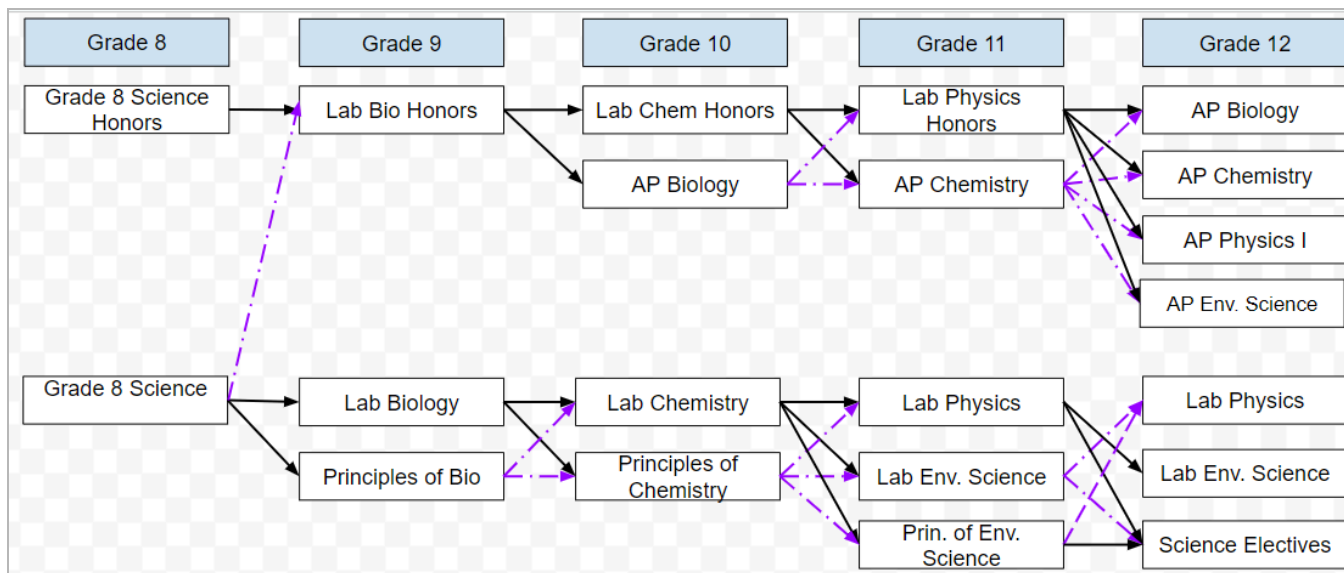 Grade 8
Grade 9
Grade 10
Grade 11
Grade 12
Grade 8 Science
Honors
Lab Bio Honors
Lab Chem Honors
Lab Physics
Honors
AP Biology
AP Biology
AP Chemistry
AP Chemistry
AP Physics I
AP Env. Science
Grade 8 Science
Lab Biology
Lab Chemistry
Lab Physics
Lab Physics
Principles of Bio
Principles of
Chemistry
Lab Env. Science
Lab Env. Science
Prin. of Env.
Science
Science Electives